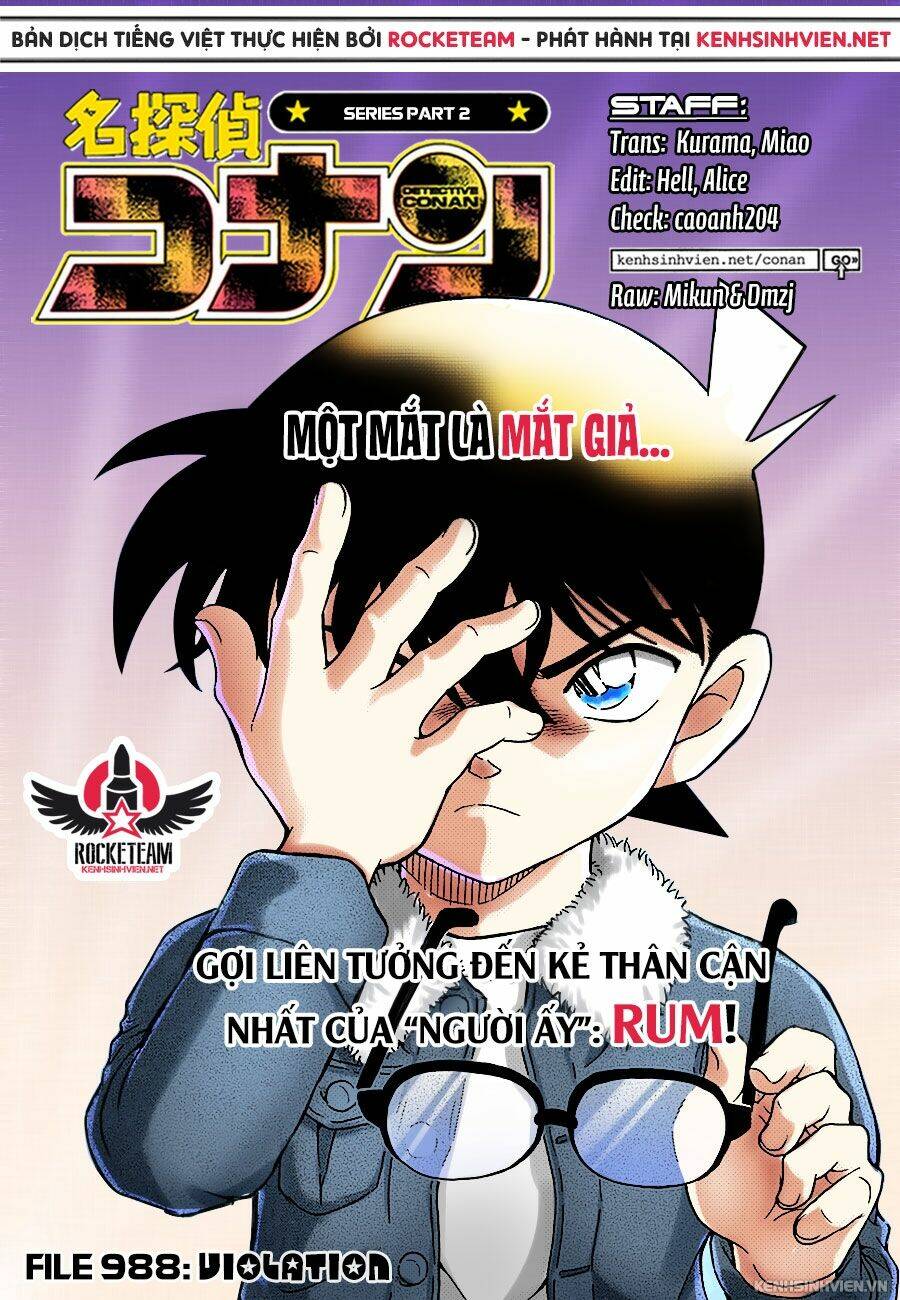 BẢN DỊCH TIẾNG VIỆT THỰC HIỆN BỞI ROCKETEAM - PHÁT HÀNH TẠI KENHSINHVIEN.NET
名探偵
SERIES PART 2
コナン
DETECTIVE
CONAN
STAFF:
Trans: Kurama, Miao
Edit: Hell, Alice
Check: caoanh204
kenhsinhvien.net/conan GO»
Raw: Mikun & Dmzj
MỘT MẮT LÀ MẮT GIẢ...
ROCKETEAM
KENHSINHVIEN.NET
GỢI LIÊN TƯỞNG ĐẾN KẺ THÂN CẬN
NHẤT CỦA "NGƯỜI ẤY": RUM!
FILE 988: VIOLATION
KENHSINHVIEN.VN